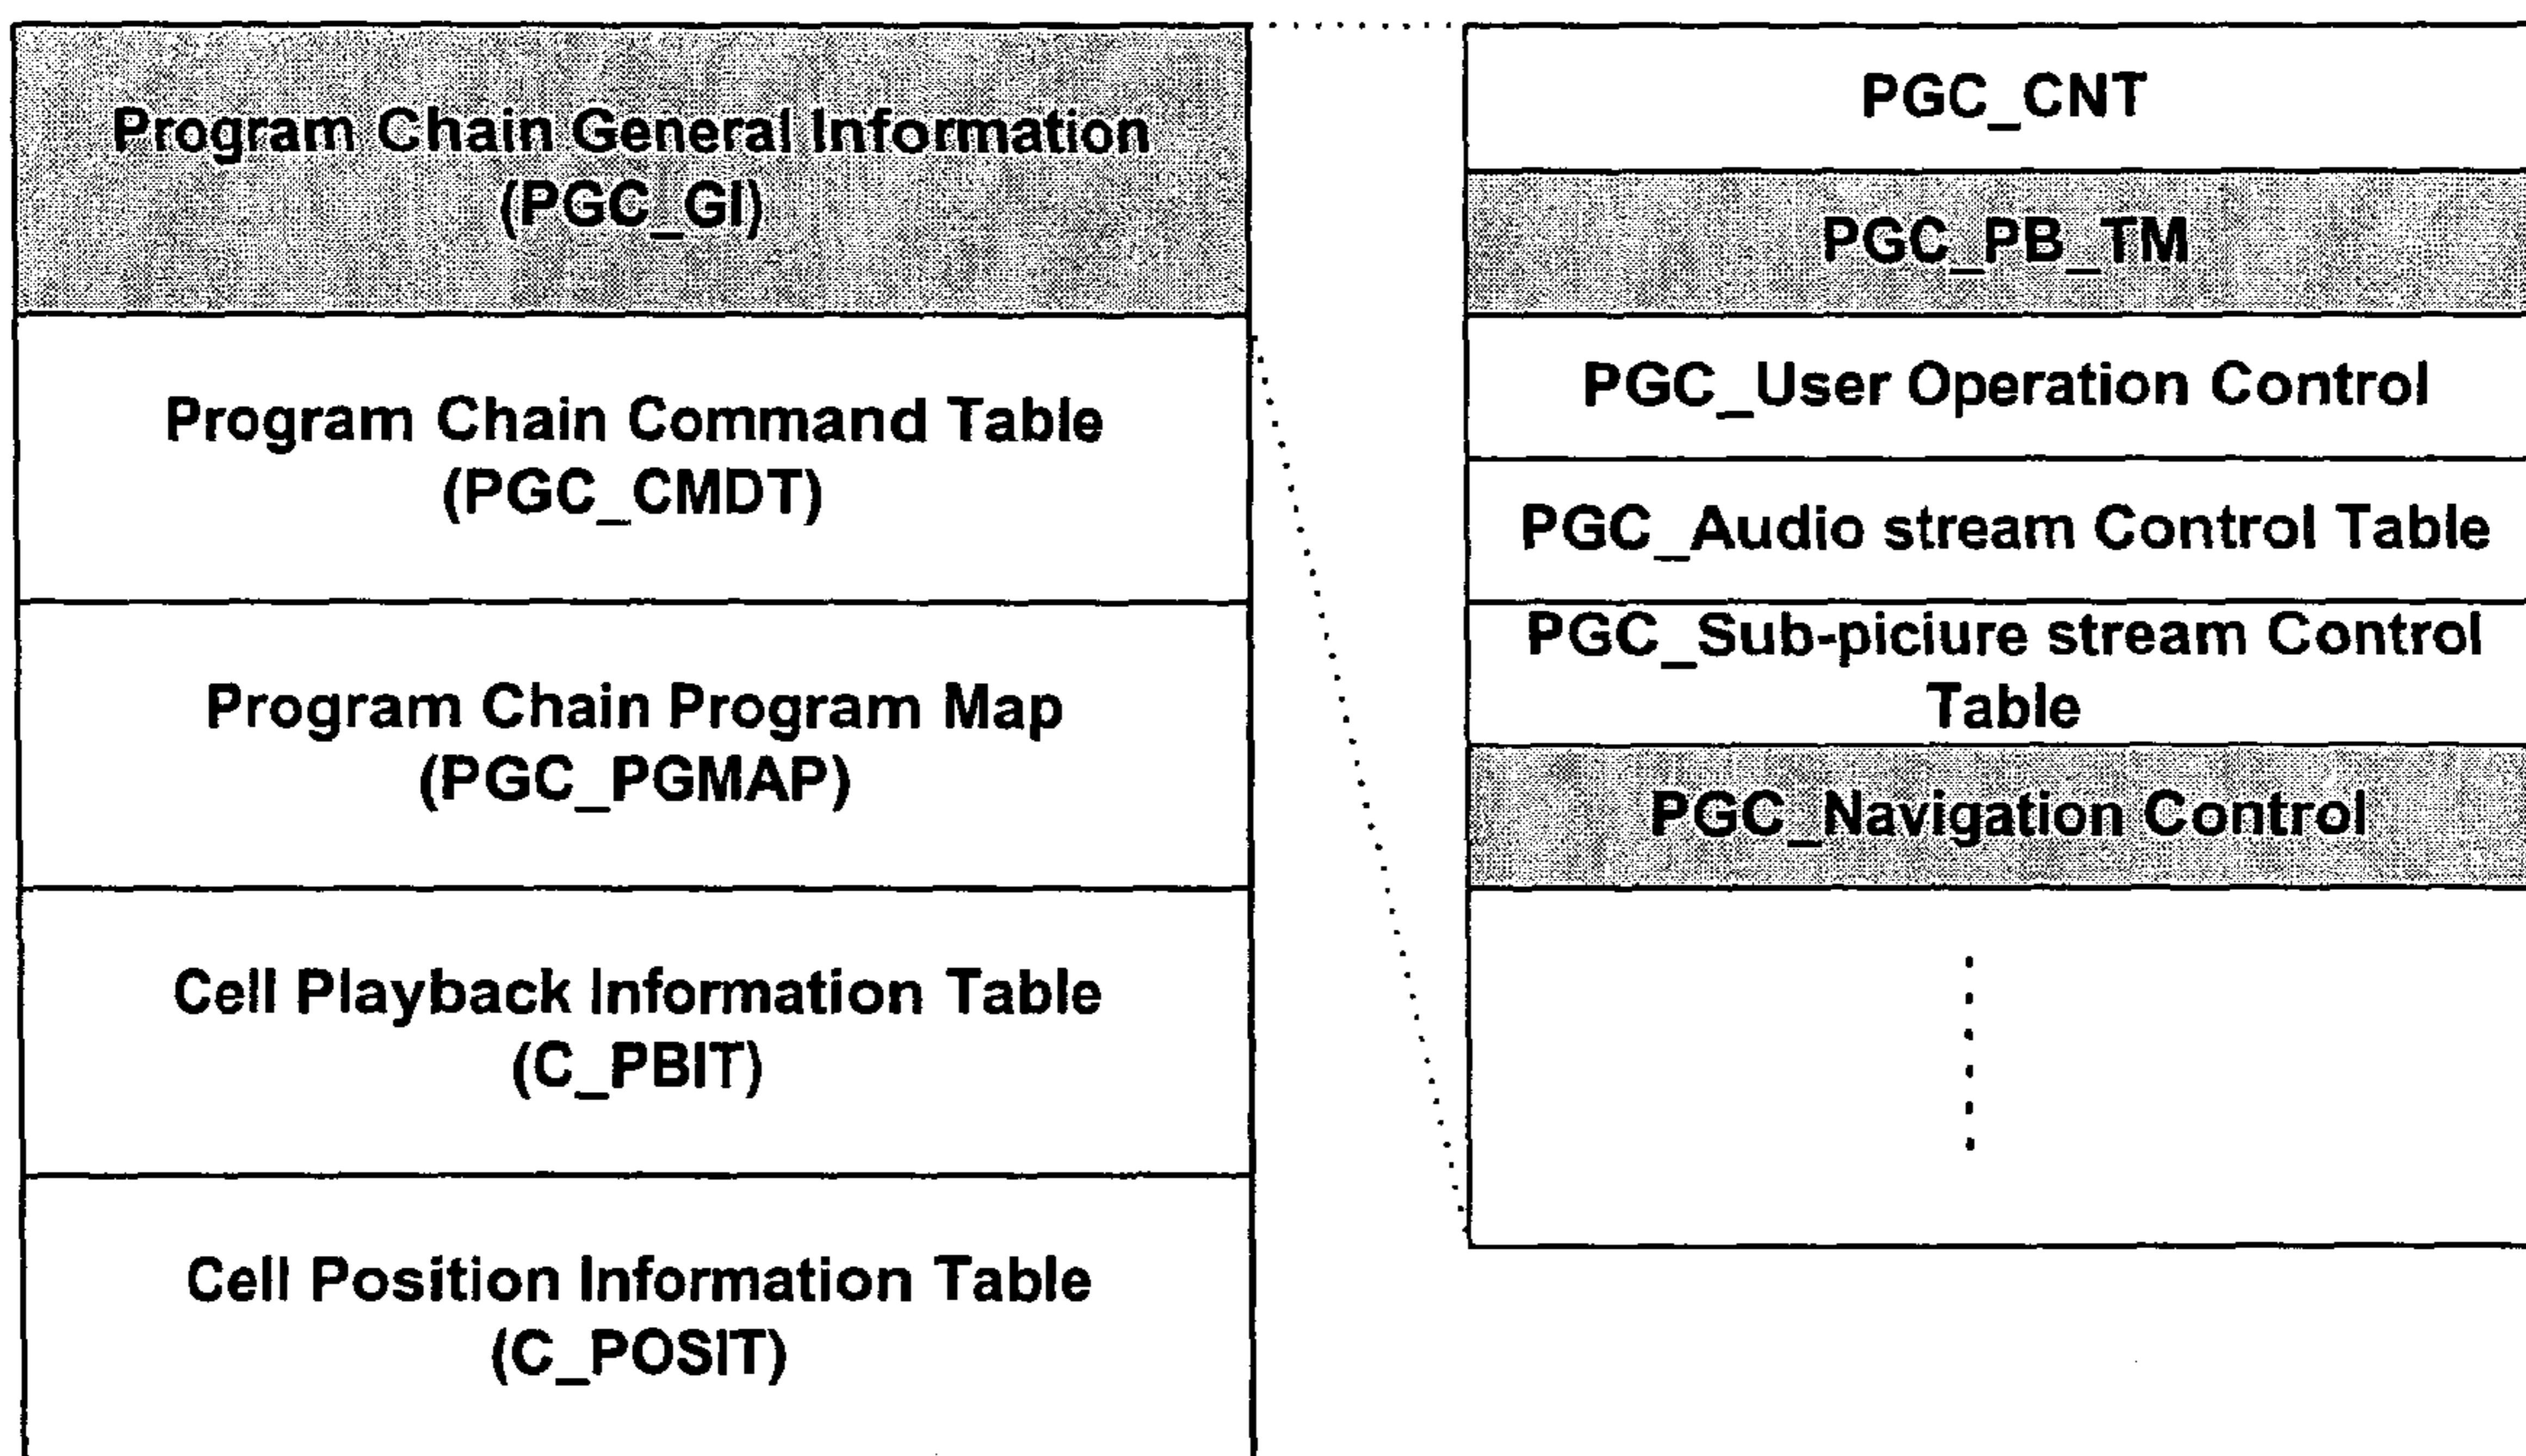 Program Chain General Information
(PGC_GI)
Program Chain Command Table
(PGC_CMDT)
Program Chain Program Map
(PGC_PGMAP)
Cell Playback Information Table
(C_PBIT)
Cell Position Information Table
(C_POSIT)
PGC_CNT
PGC_PB_TM
PGC_User Operation Control
PGC_Audio stream Control Table
PGC_Sub-piciure stream Control
Table
PGC_Navigation Control